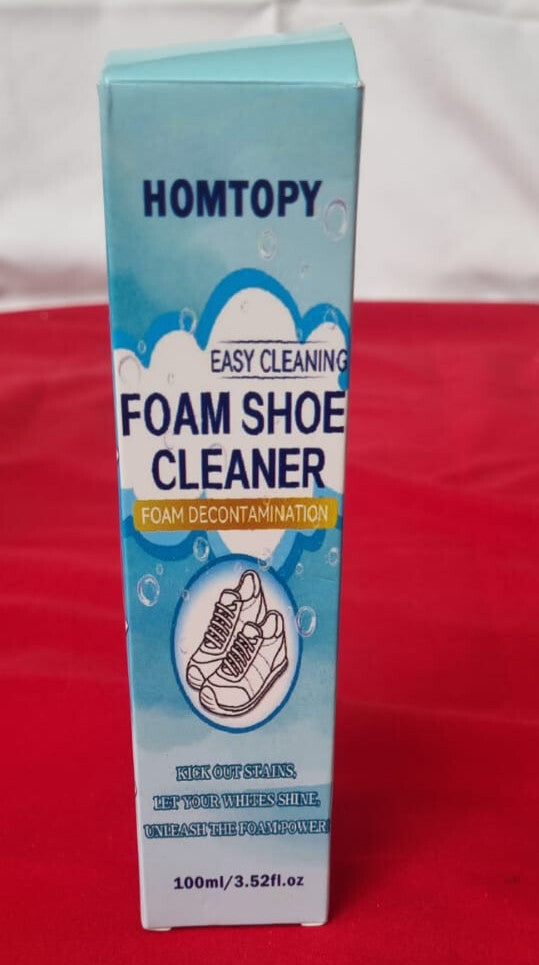 HOMTOPY
EASY CLEANING
FOAM SHOE
CLEANER
FOAM DECONTAMINATION
KICK OUT STAINS,
LET YOUR WHITES SHINE,
UNLEASH THE FOAM POWER!
100ml/3.52fl.oz